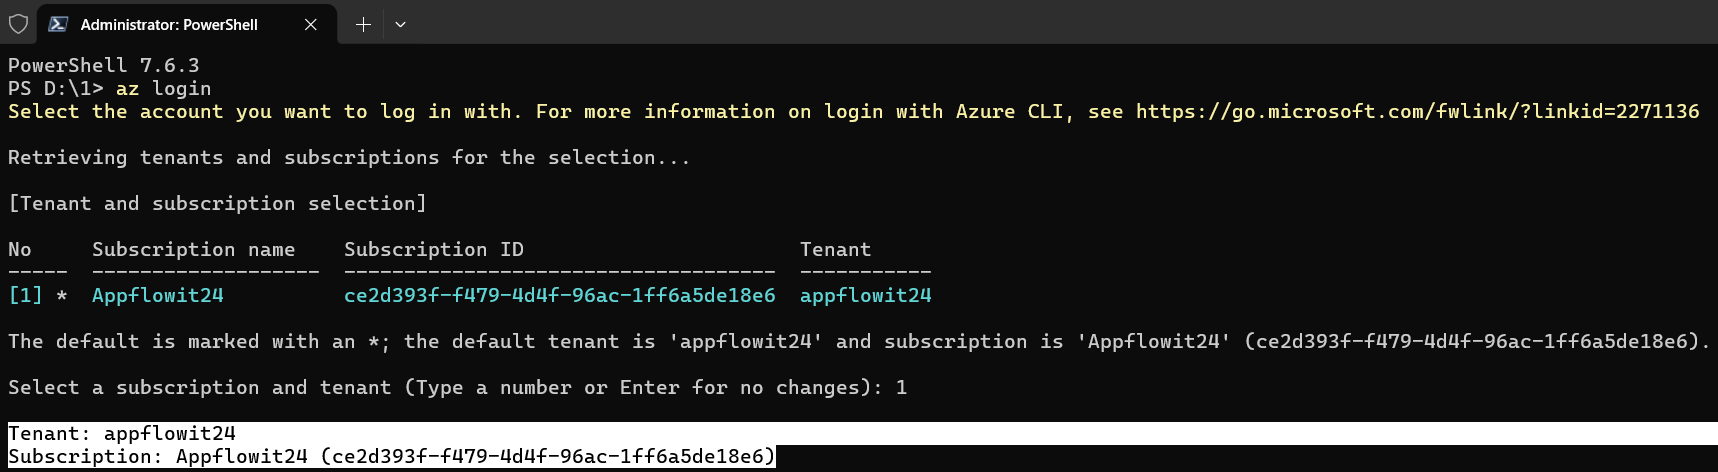 Administrator: PowerShell
PowerShell 7.6.3
PS D:\1> az login
Select the account you want to log in with. For more information on login with Azure CLI, see https://go.microsoft.com/fwlink/?linkid=2271136
Retrieving tenants and subscriptions for the selection...
[Tenant and subscription selection]
No     Subscription name    Subscription ID                       Tenant
-----  -------------------  ------------------------------------  -----------
[1] *  Appflowit24          ce2d393f-f479-4d4f-96ac-1ff6a5de18e6  appflowit24
The default is marked with an *; the default tenant is 'appflowit24' and subscription is 'Appflowit24' (ce2d393f-f479-4d4f-96ac-1ff6a5de18e6).
Select a subscription and tenant (Type a number or Enter for no changes): 1
Tenant: appflowit24
Subscription: Appflowit24 (ce2d393f-f479-4d4f-96ac-1ff6a5de18e6)